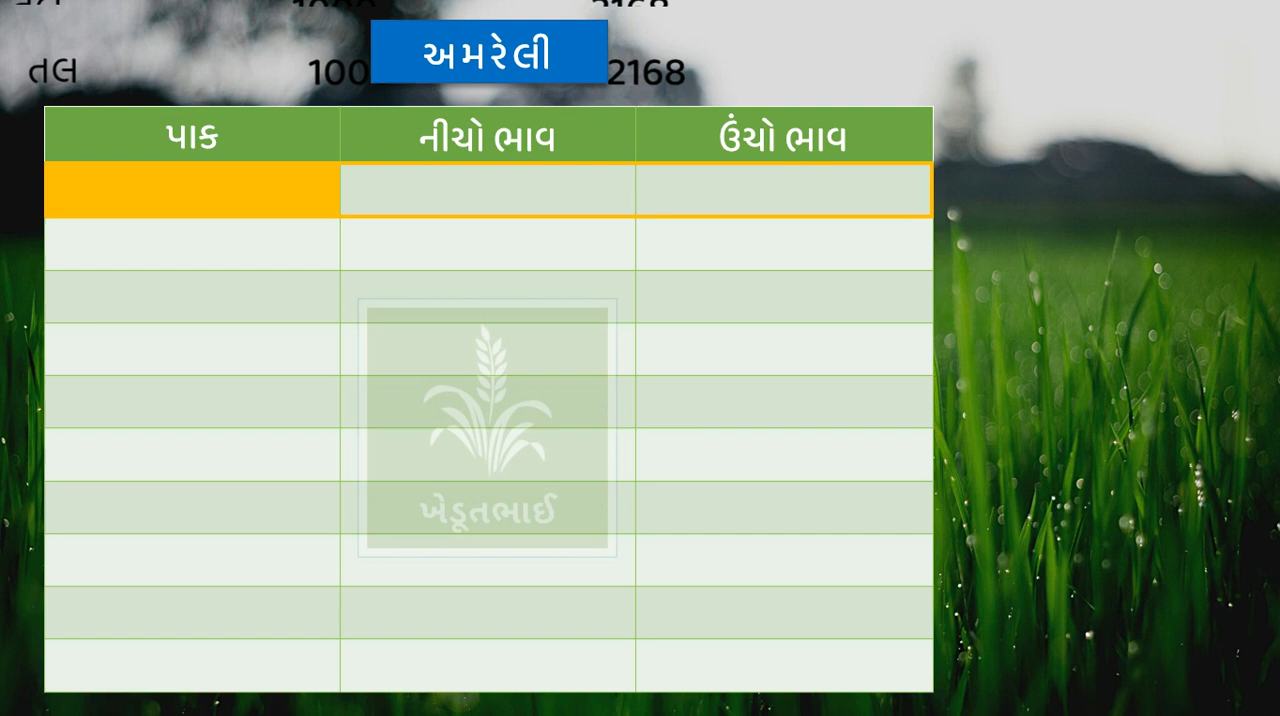 તલ 100 2168
અમરેલી
પાક નીચો ભાવ ઉંચો ભાવ
ખેડૂતભાઈ